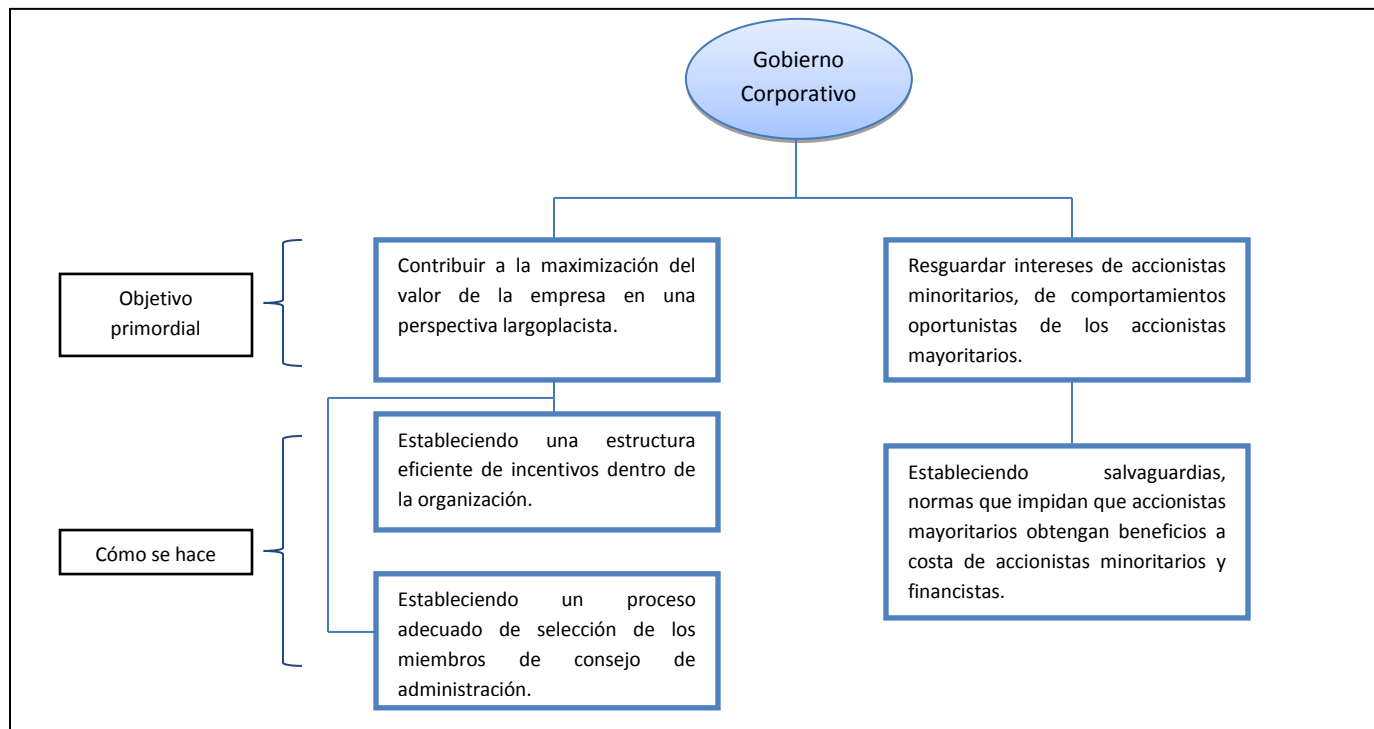 Gobierno
Corporativo
Objetivo
primordial
Contribuir a la maximización del
valor de la empresa en una
perspectiva largoplacista.
Resguardar intereses de accionistas
minoritarios, de comportamientos
oportunistas de los accionistas
mayoritarios.
Cómo se hace
Estableciendo una estructura
eficiente de incentivos dentro de
la organización.
Estableciendo un proceso
adecuado de selección de los
miembros de consejo de
administración.
Estableciendo salvaguardias,
normas que impidan que accionistas
mayoritarios obtengan beneficios a
costa de accionistas minoritarios y
financistas.